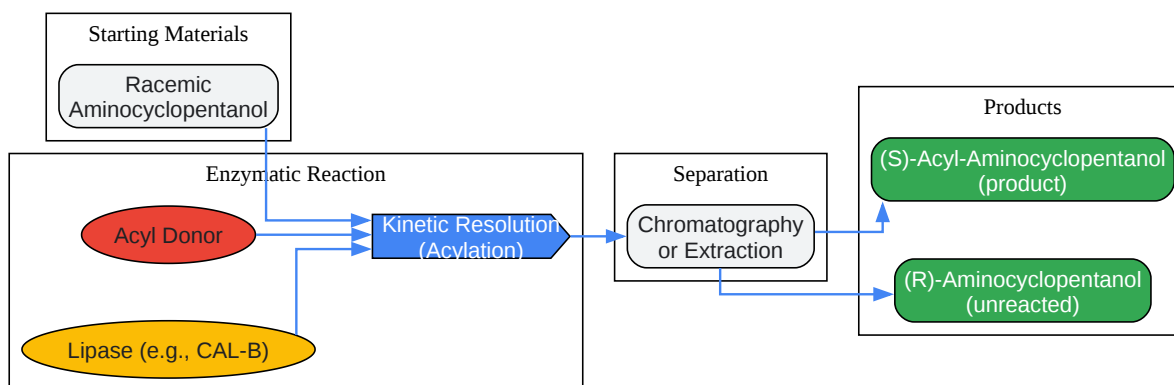 Starting Materials
Racemic
Aminocyclopentanol
Enzymatic Reaction
Acyl Donor
Lipase (e.g., CAL-B)
Kinetic Resolution
(Acylation)
Separation
Chromatography
or Extraction
Products
(S)-Acyl-Aminocyclopentanol
(product)
(R)-Aminocyclopentanol
(unreacted)